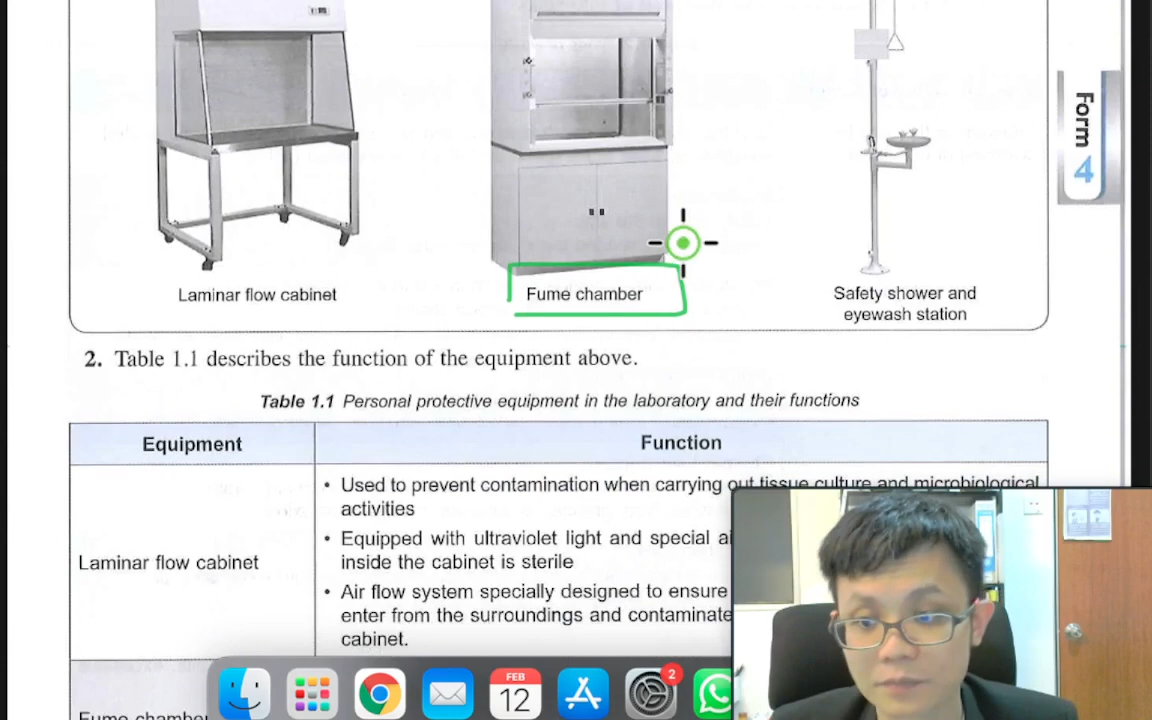 Form
4
Laminar flow cabinet
Fume chamber
Safety shower and
eyewash station
2. Table 1.1 describes the function of the equipment above.
Table 1.1 Personal protective equipment in the laboratory and their functions
Equipment
Function
Laminar flow cabinet
• Used to prevent contamination when carrying out tissue culture and microbiological
activities
• Equipped with ultraviolet light and special
inside the cabinet is sterile
• Air flow system specially designed to ensure
enter from the surroundings and contaminate
cabinet.
Fume chamber
FEB
12
2